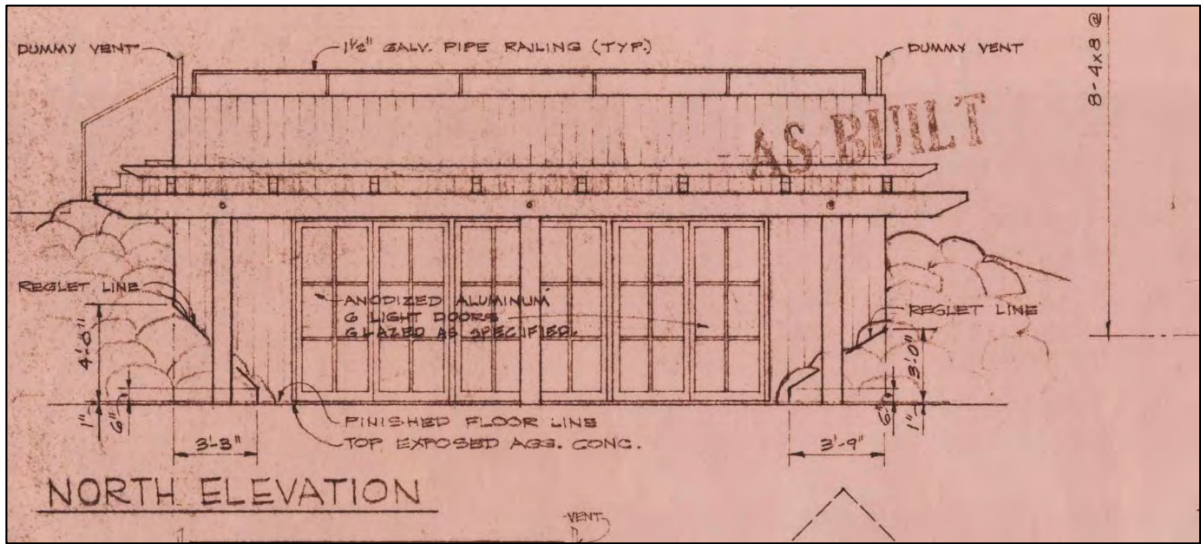 DUMMY VENT
1½" GALV. PIPE RAILING (TYP.)
DUMMY VENT
8-4x8 @
AS BUILT
REGLET LINE
ANODIZED ALUMINUM
6 LIGHT DOORS
GLAZED AS SPECIFIED.
REGLET LINE
4'-0"
3'-0"
1"
6"
6"
1"
FINISHED FLOOR LINE
TOP EXPOSED AGG. CONC.
3'-3"
3'-9"
NORTH ELEVATION
VENT